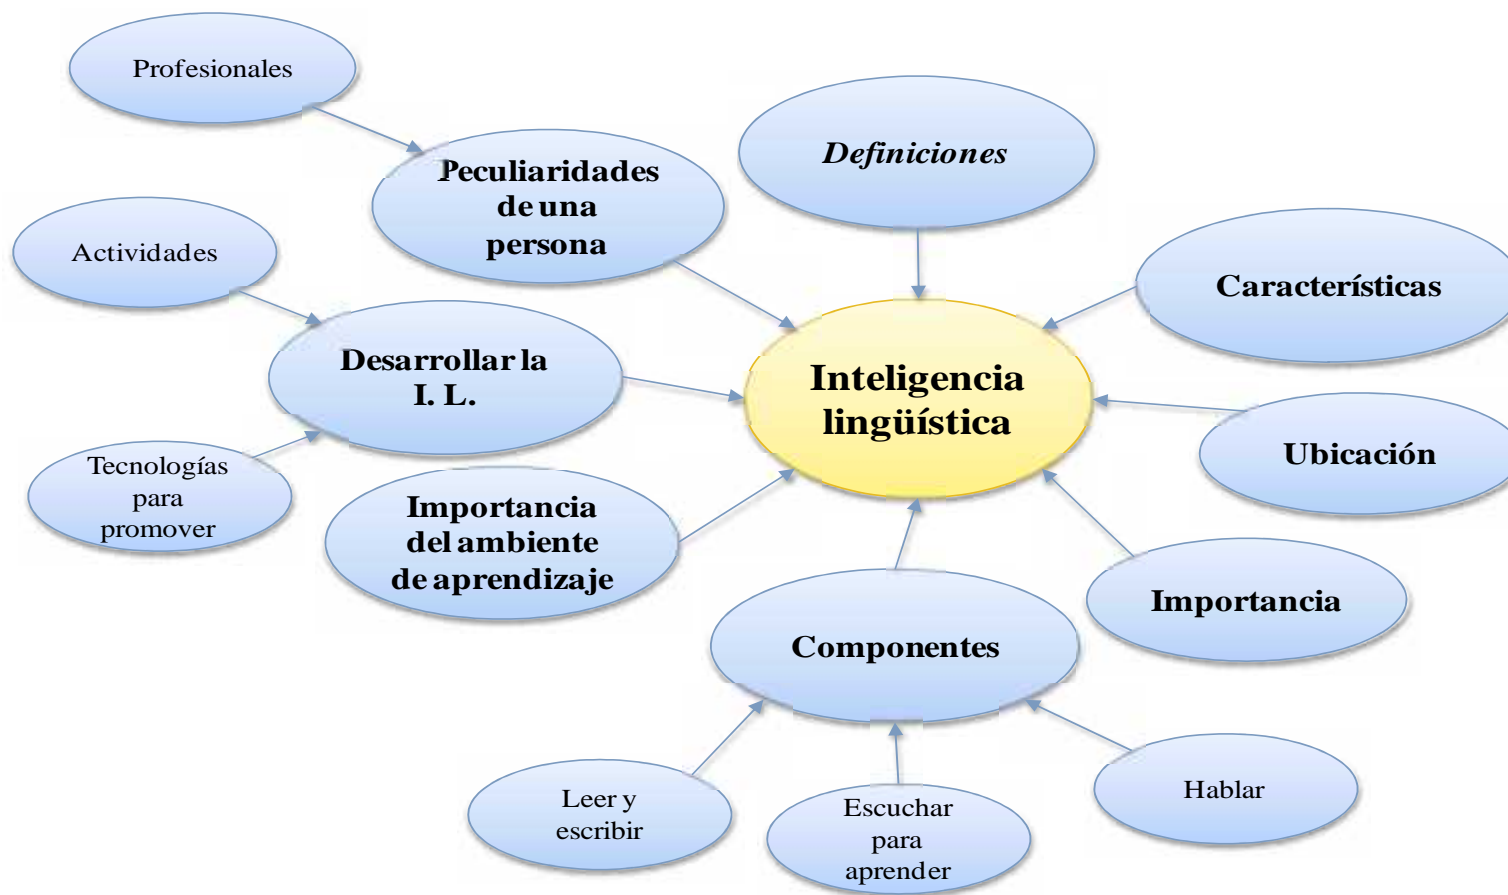 Profesionales
Definiciones
Peculiaridades
de una
persona
Actividades
Características
Desarrollar la
I. L.
Inteligencia
lingüística
Ubicación
Tecnologías
para
promover
Importancia
del ambiente
de aprendizaje
Importancia
Componentes
Leer y
escribir
Escuchar
para
aprender
Hablar